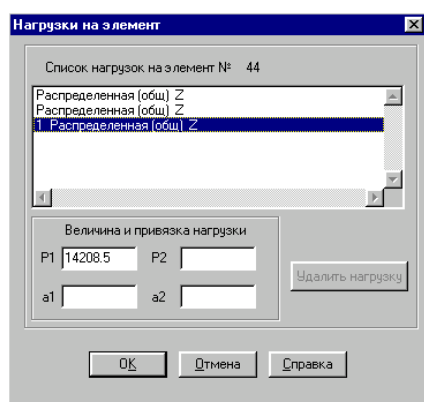 Нагрузки на элемент
Список нагрузок на элемент № 44
Распределенная (общ) Z
Распределенная (общ) Z
1 Распределенная (общ) Z
Величина и привязка нагрузки
P1 14208.5 P2
Удалить нагрузку
a1 a2
OK Отмена Справка